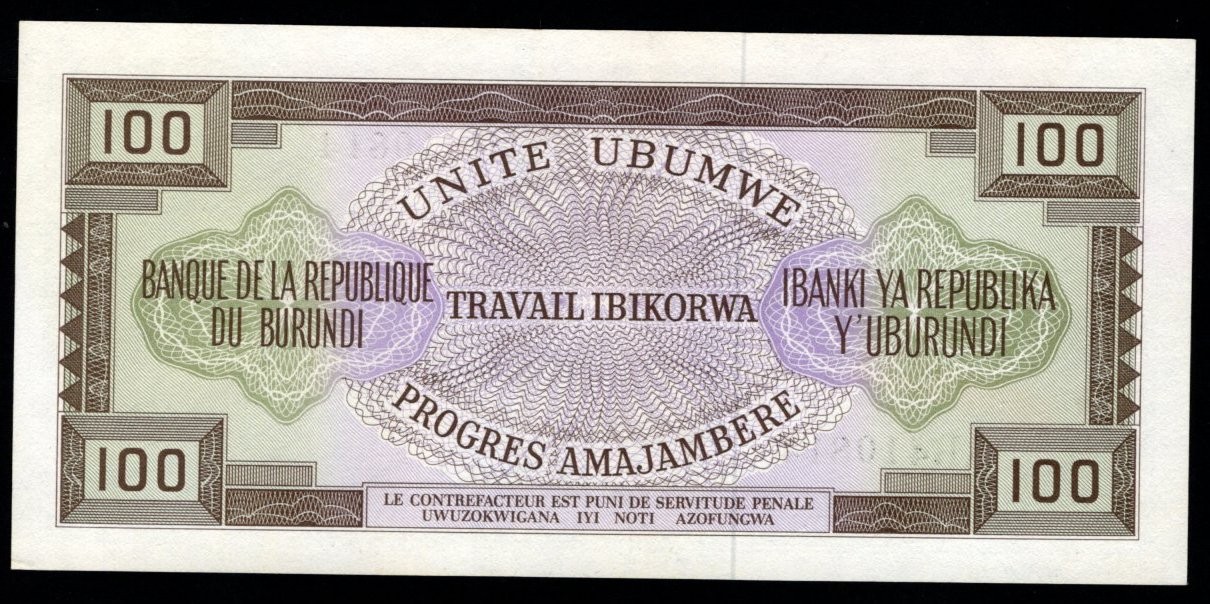 100
100
UNITE UBUMWE
BANQUE DE LA REPUBLIQUE
DU BURUNDI
TRAVAIL IBIKORWA
IBANKI YA REPUBLIKA
Y'UBURUNDI
PROGRES AMAJAMBERE
100
100
LE CONTREFACTEUR EST PUNI DE SERVITUDE PENALE
UWUZOKWIGANA IYI NOTI AZOFUNGWA